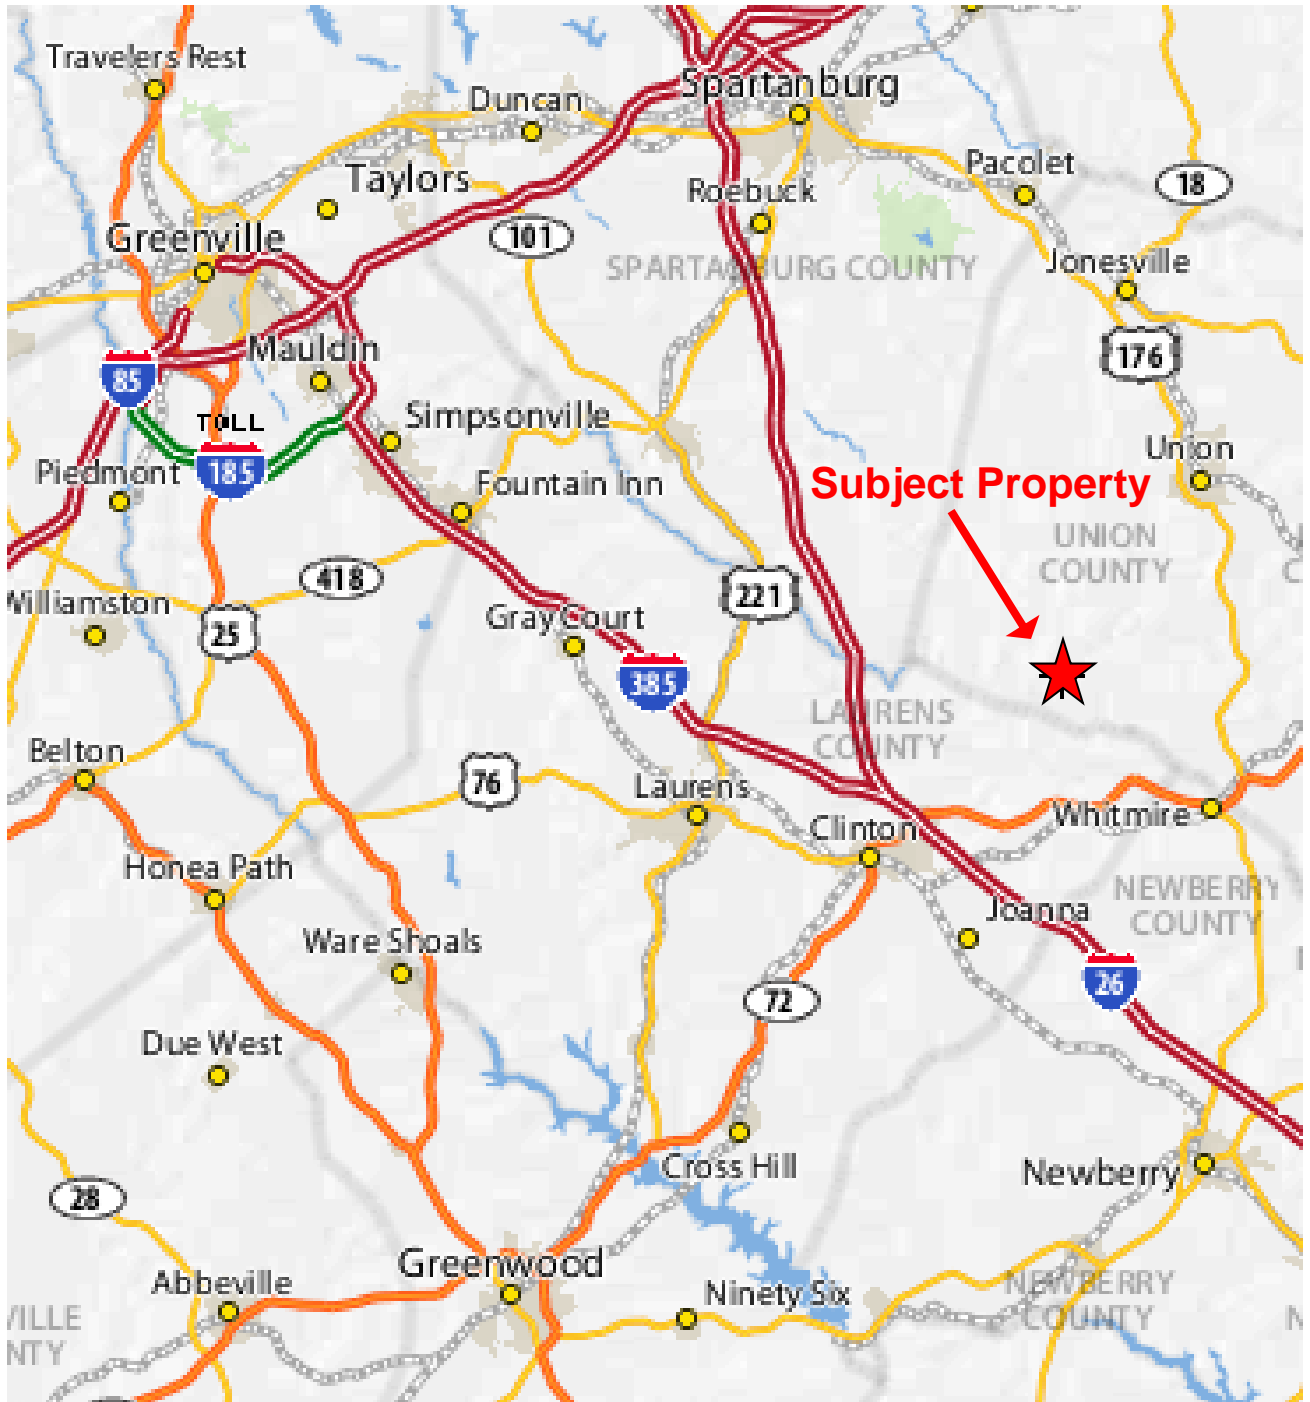 Travelers Rest
Spartanburg
Duncan
Pacolet
Taylors
18
Roebuck
Greenville
101
SPARTANBURG COUNTY
Jonesville
Mauldin
176
85
Simpsonville
TOLL
Union
Piedmont
185
Fountain Inn
Subject Property
UNION
COUNTY
418
221
Williamston
25
Gray Court
385
LAURENS
COUNTY
Belton
76
Laurens
Clinton
Whitmire
Honea Path
NEWBERRY
COUNTY
Joanna
Ware Shoals
26
72
Due West
Cross Hill
Newberry
28
Greenwood
Abbeville
Ninety Six
NEWBERRY
COUNTY
VILLE
NTY